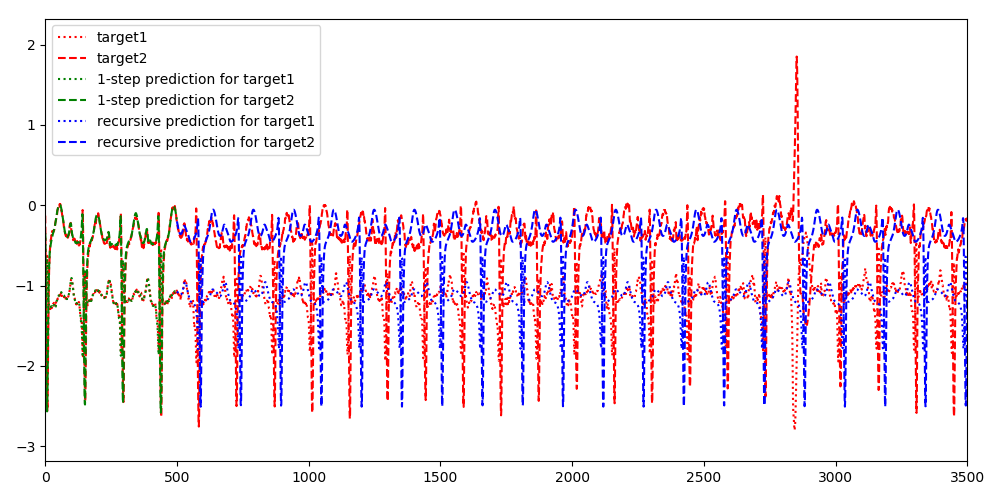 target1
target2
1-step prediction for target1
1-step prediction for target2
recursive prediction for target1
recursive prediction for target2
2
1
0
−1
−2
−3
0 500 1000 1500 2000 2500 3000 3500